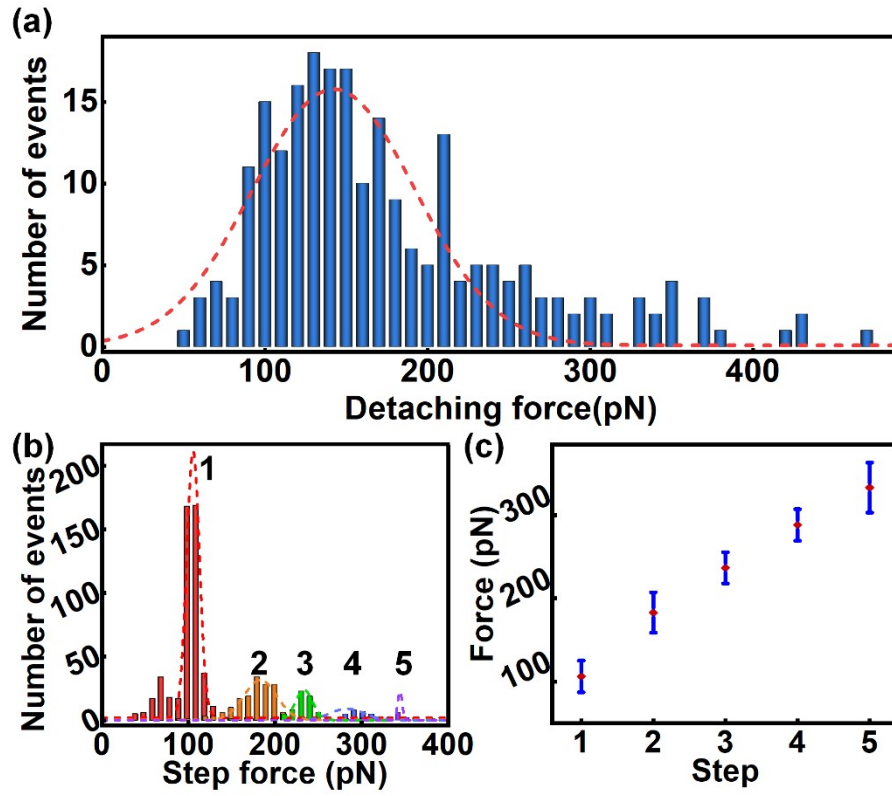 (a)
Number of events
15
10
5
0
0 100 200 300 400
Detaching force(pN)
(b)
Number of events
200
150
100
50
0
1
2 3 4 5
0 100 200 300 400
Step force (pN)
(c)
Force (pN)
300
200
100
1 2 3 4 5
Step